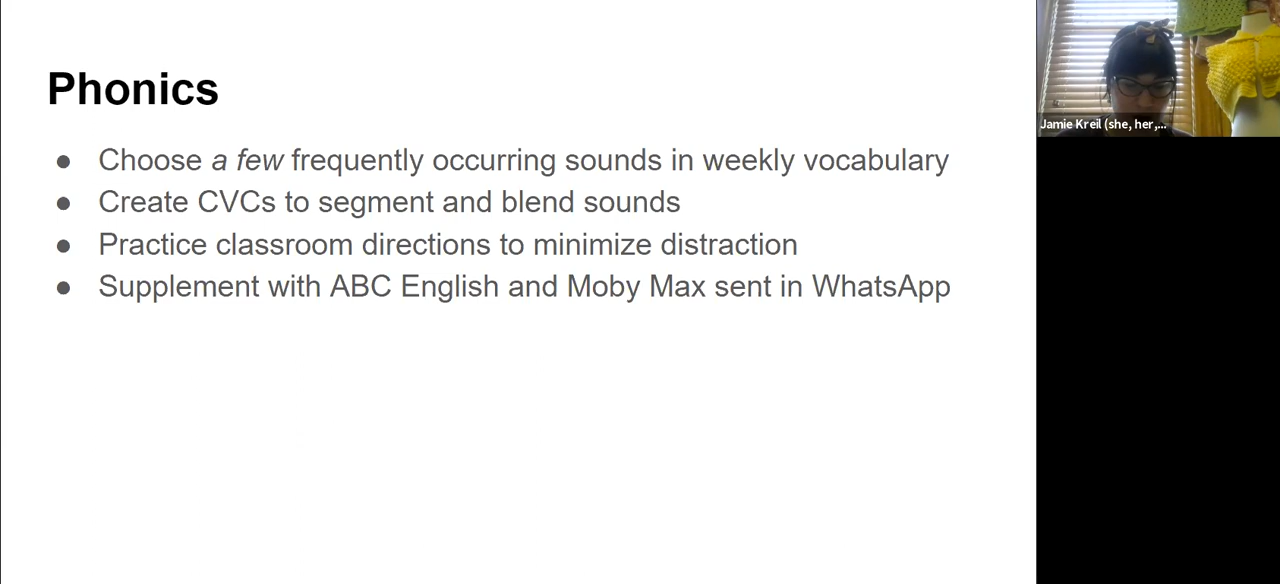 Phonics
● Choose a few frequently occurring sounds in weekly vocabulary
● Create CVCs to segment and blend sounds
● Practice classroom directions to minimize distraction
● Supplement with ABC English and Moby Max sent in WhatsApp
Jamie Kreil (she, her,...